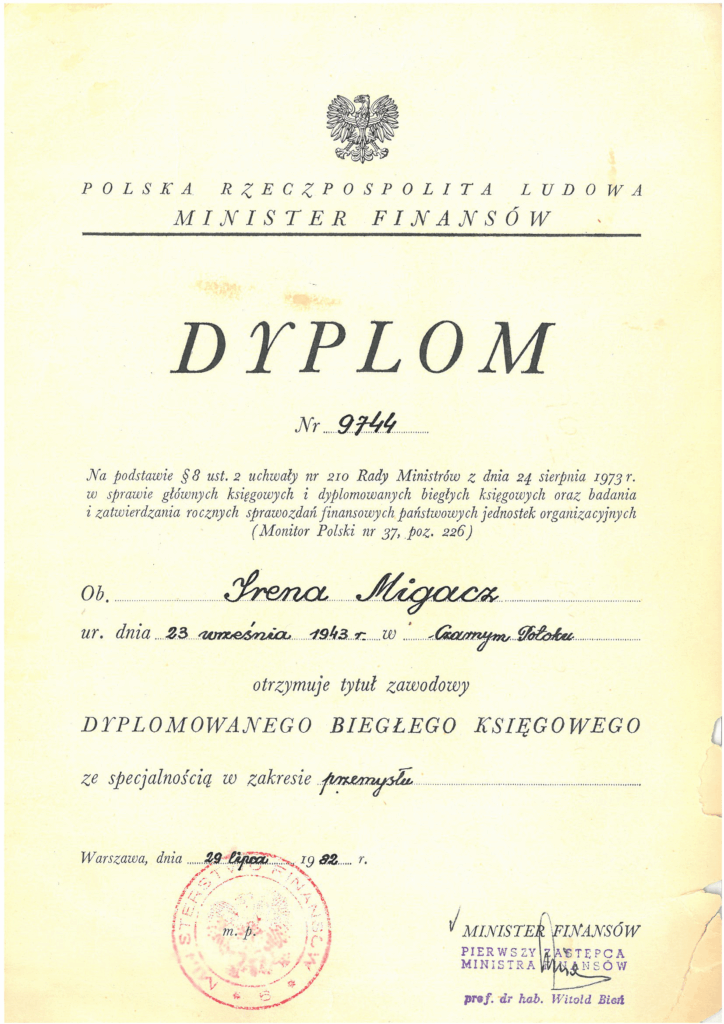 POLSKA RZECZPOSPOLITA LUDOWA
MINISTER FINANSÓW
DYPLOM
Nr 9744
Na podstawie § 8 ust. 2 uchwały nr 210 Rady Ministrów z dnia 24 sierpnia 1973 r.
w sprawie głównych księgowych i dyplomowanych biegłych księgowych oraz badania
i zatwierdzania rocznych sprawozdań finansowych państwowych jednostek organizacyjnych
(Monitor Polski nr 37, poz. 226)
Ob. Irena Migacz
ur. dnia 23 września 1943 r. w Czarnym Potoku
otrzymuje tytuł zawodowy
DYPLOMOWANEGO BIEGŁEGO KSIĘGOWEGO
ze specjalnością w zakresie przemysłu
Warszawa, dnia 29 lipca 1982 r.
MINISTERSTWO FINANSÓW
m. p.
MINISTER FINANSÓW
PIERWSZY ZASTĘPCA
MINISTRA FINANSÓW
prof. dr hab. Witold Bień